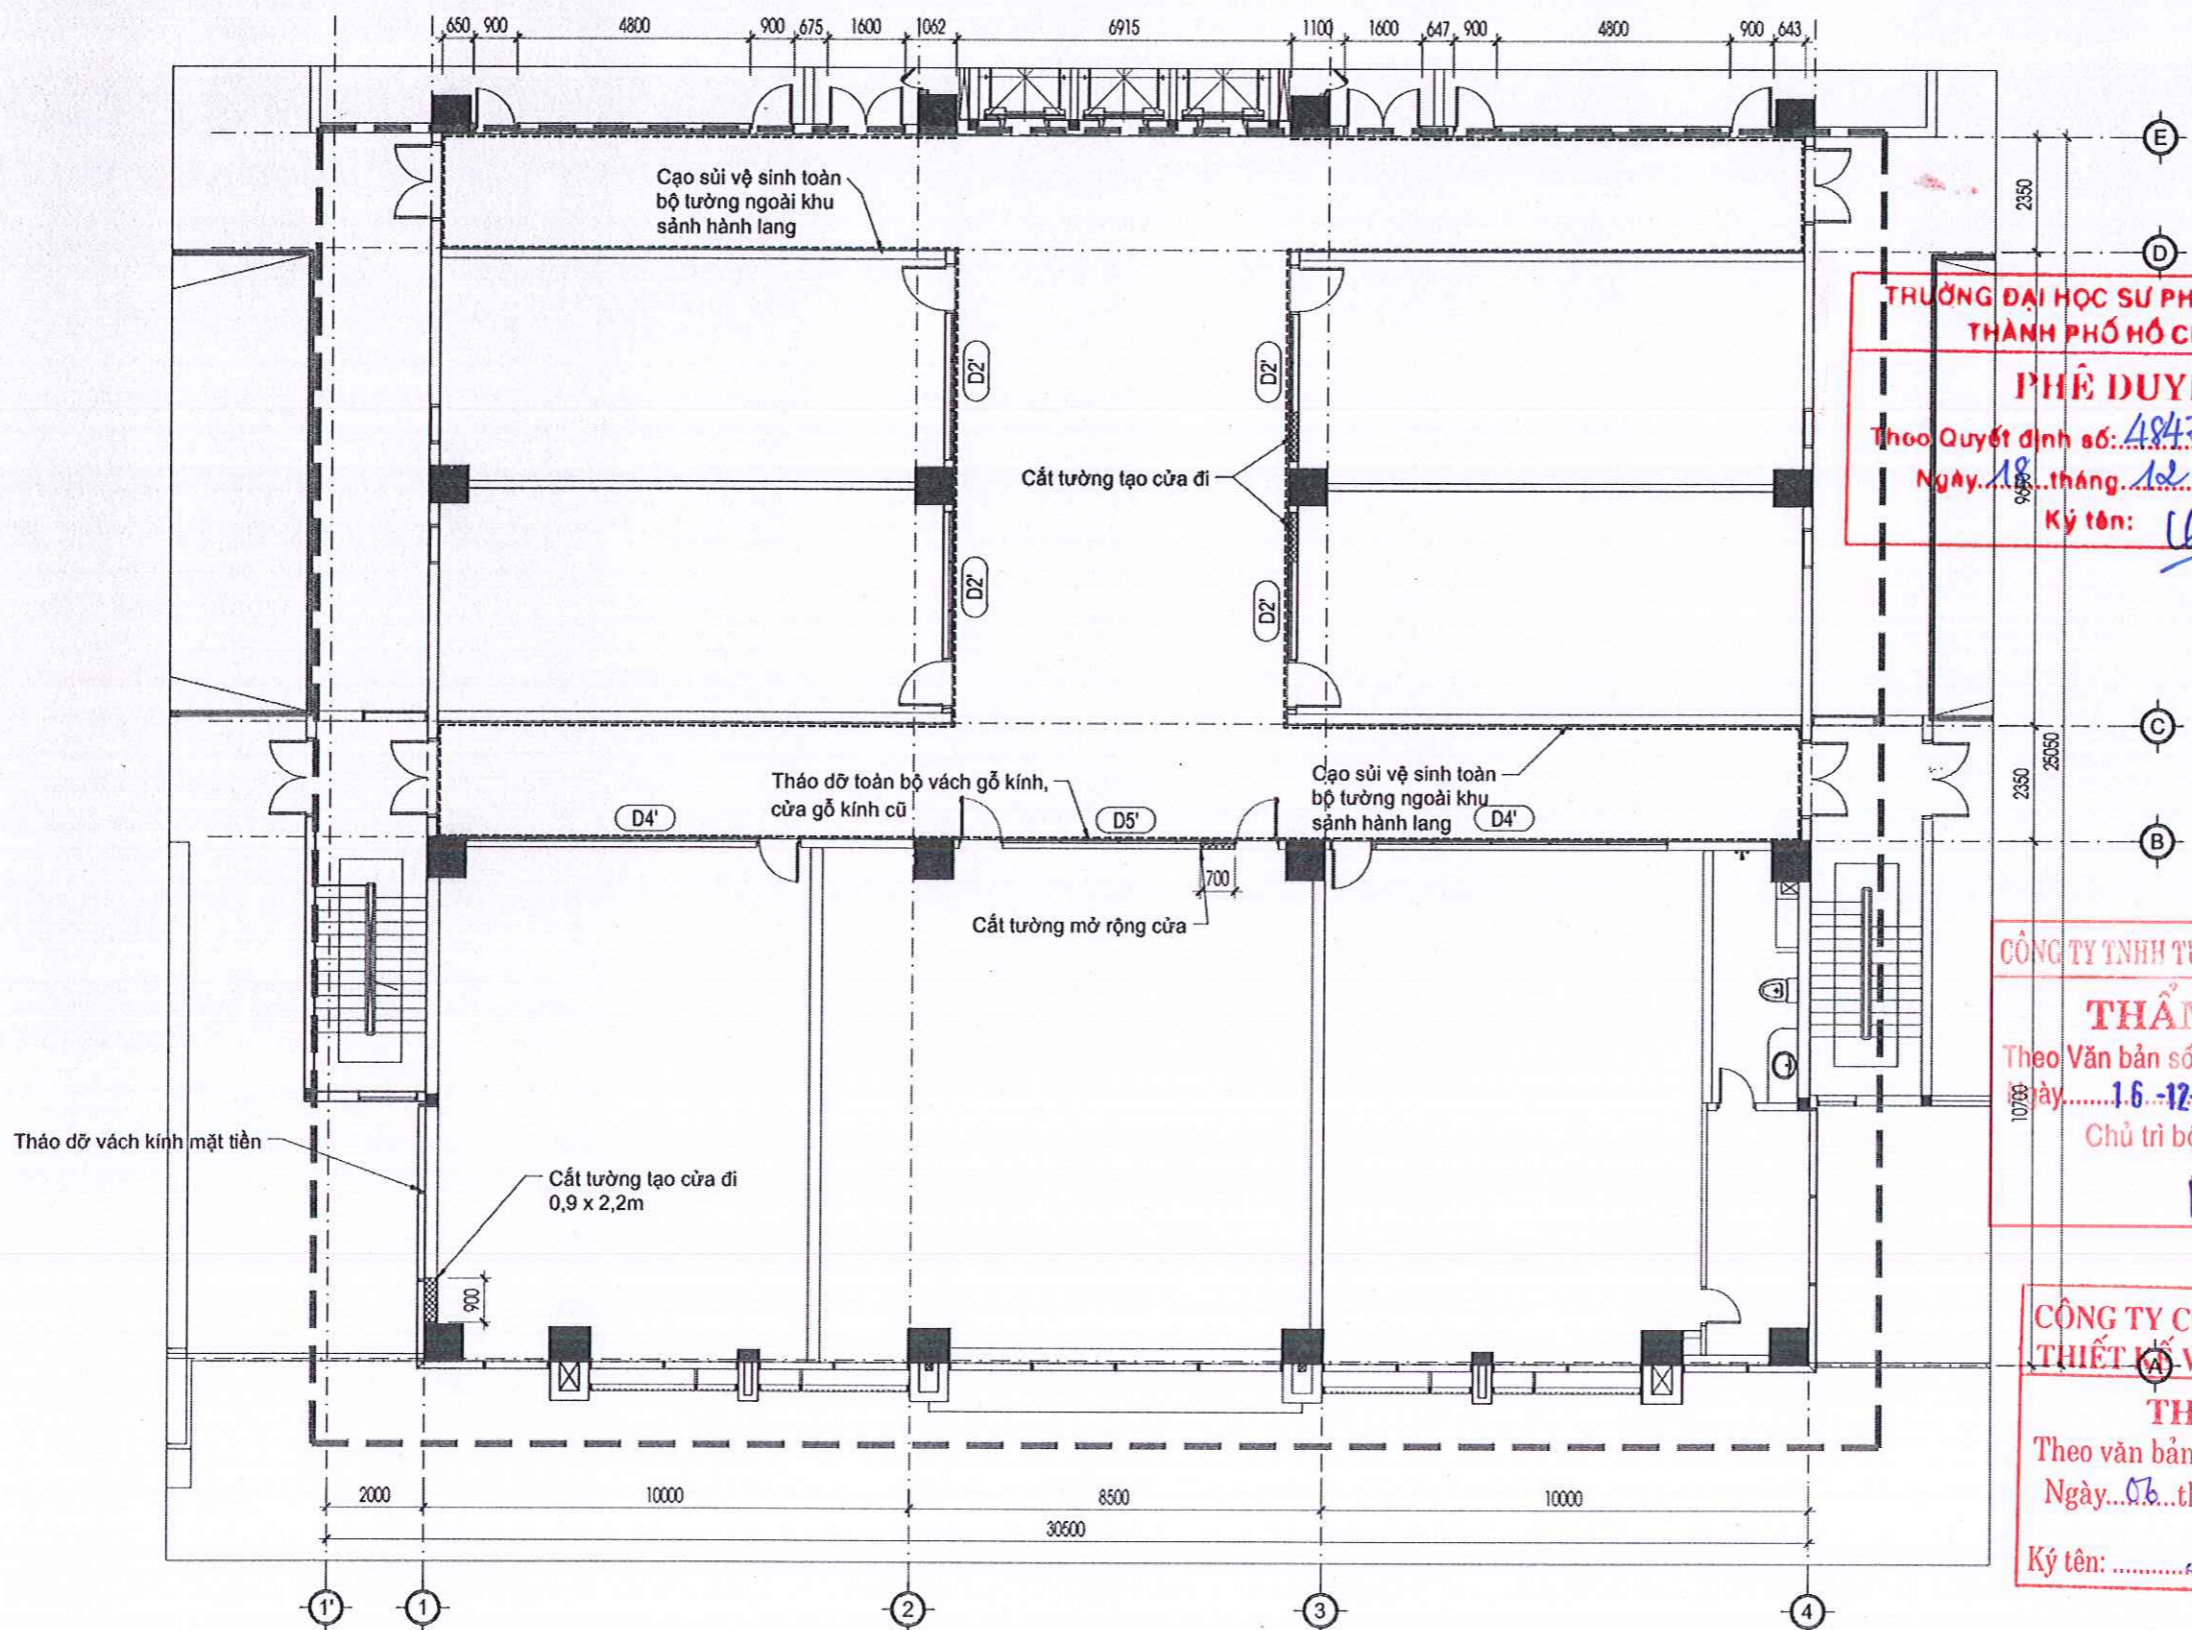 650 900 4800 900 675 1600 1062 6915 1100 1600 647 900 4800 900 643
E
Cạo sủi vệ sinh toàn
bộ tường ngoài khu
sảnh hành lang
2350
D
TRƯỜNG ĐẠI HỌC SƯ PH
THÀNH PHỐ HỒ C
PHÊ DUY
Theo Quyết định số:
Ngày 18 tháng 12
Ký tên:
D2'
D2'
Cắt tường tạo cửa đi
D2'
D2'
C
25050
2350
Tháo dỡ toàn bộ vách gỗ kính,
cửa gỗ kính cũ
Cạo sủi vệ sinh toàn
bộ tường ngoài khu
sảnh hành lang
D4'
D5'
D4'
B
700
Cắt tường mở rộng cửa
CÔNG TY TNHH
THẨ
Theo Văn bản số
Ngày 16 -12-
10700
Chủ trì b
Tháo dỡ vách kính mặt tiền
Cắt tường tạo cửa đi
0,9 x 2,2m
900
CÔNG TY C
THIẾT KẾ V
A
TH
Theo văn bản
Ngày...06...th
Ký tên:
2000 10000 8500 10000
30500
1' 1 2 3 4